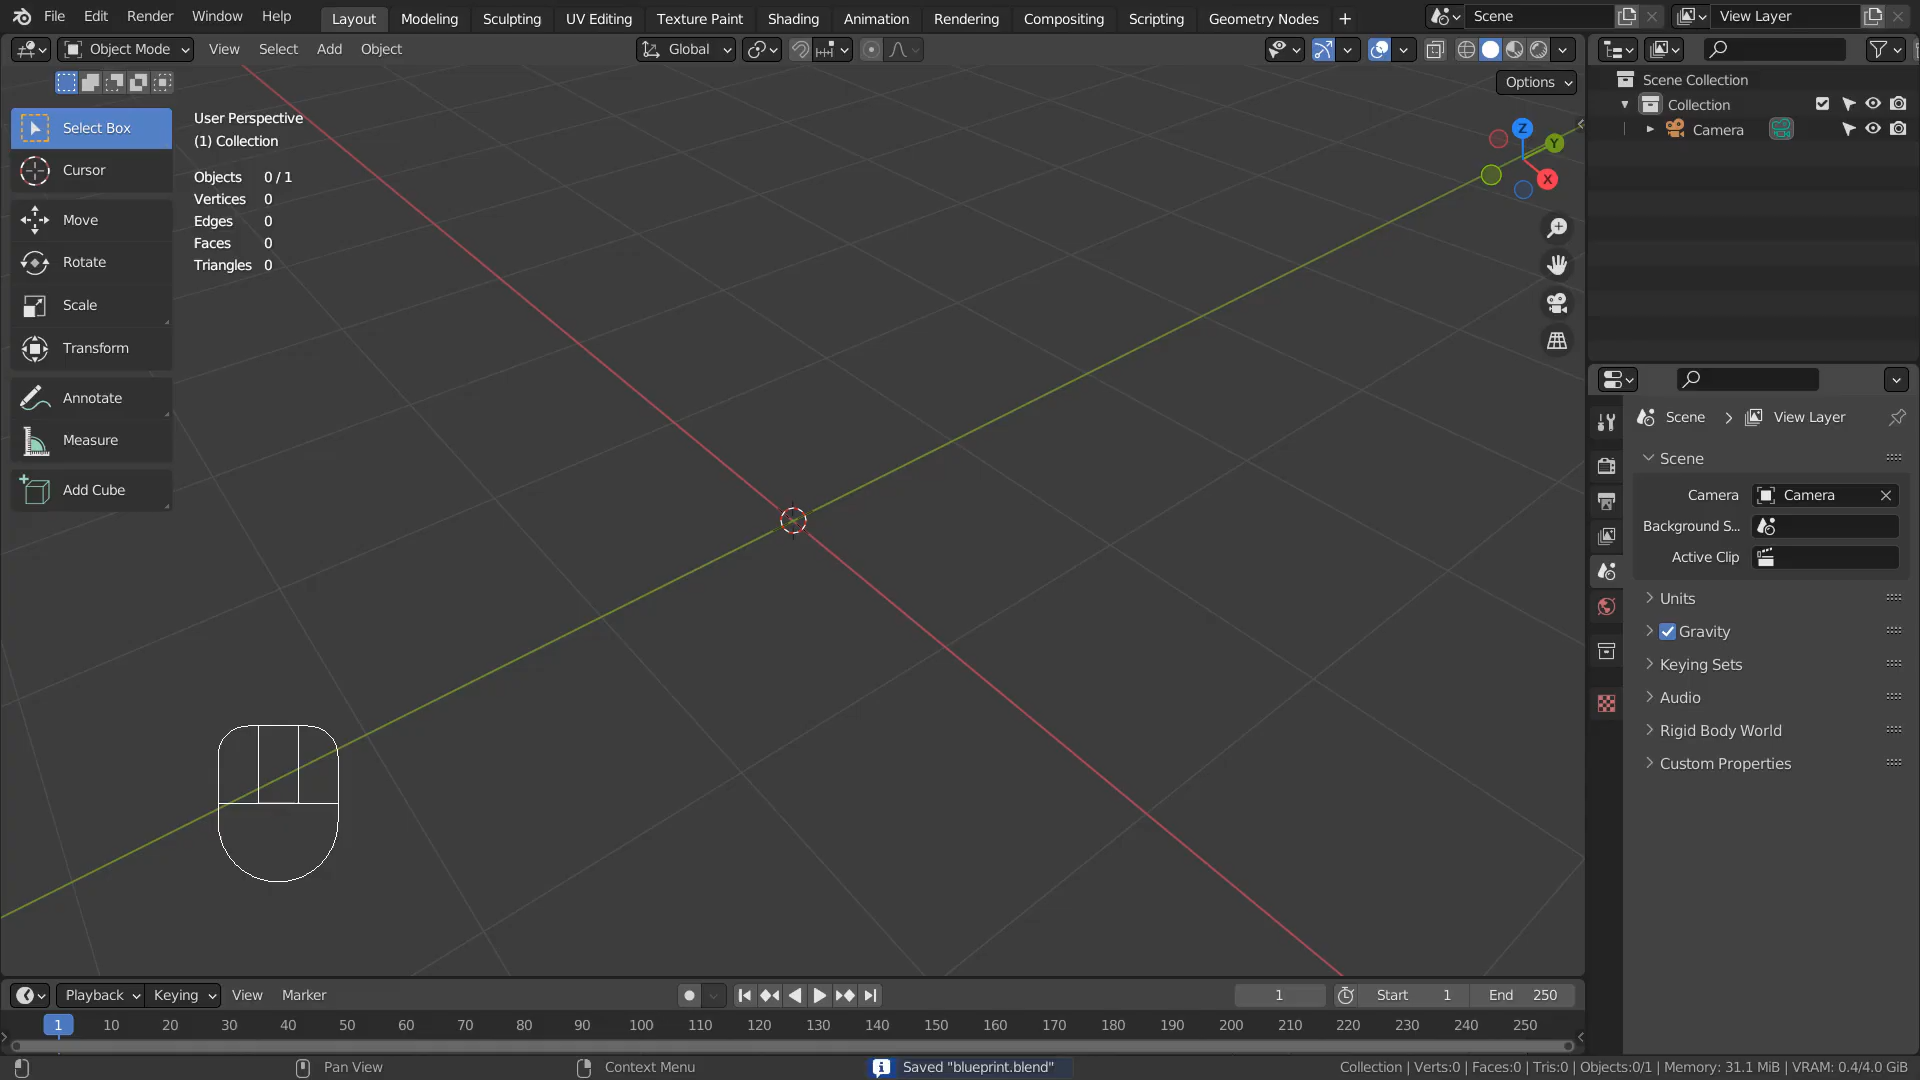 File Edit Render Window Help Layout Modeling Sculpting UV Editing Texture Paint Shading Animation Rendering Compositing Scripting Geometry Nodes + Scene View Layer
Object Mode View Select Add Object Global
Options
Scene Collection
Collection
Camera
Select Box
Cursor
Move
Rotate
Scale
Transform
Annotate
Measure
Add Cube
User Perspective
(1) Collection
Objects 0 / 1
Vertices 0
Edges 0
Faces 0
Triangles 0
Z
Y
X
Scene > View Layer
Scene
Camera Camera
Background S...
Active Clip
Units
Gravity
Keying Sets
Audio
Rigid Body World
Custom Properties
Playback Keying View Marker 1 Start 1 End 250
1 10 20 30 40 50 60 70 80 90 100 110 120 130 140 150 160 170 180 190 200 210 220 230 240 250
Pan View Context Menu Saved "blueprint.blend" Collection | Verts:0 | Faces:0 | Tris:0 | Objects:0/1 | Memory: 31.1 MiB | VRAM: 0.4/4.0 GiB